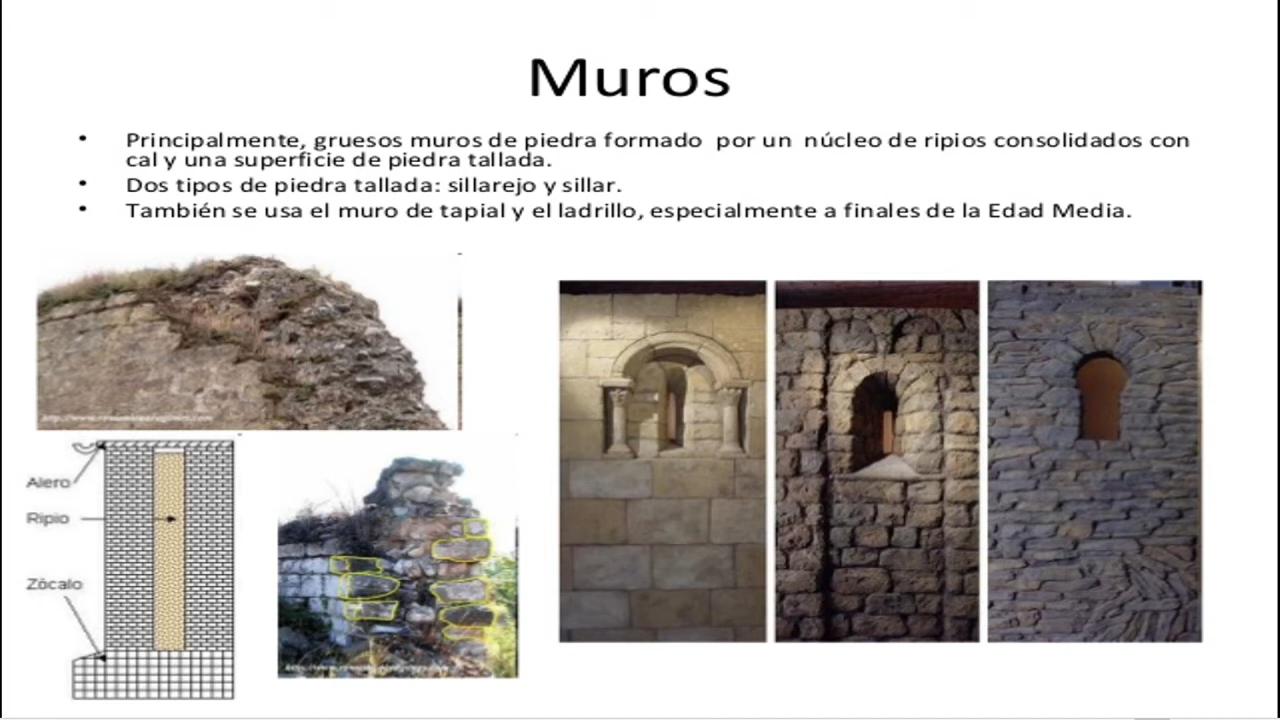 Muros
• Principalmente, gruesos muros de piedra formado por un núcleo de ripios consolidados con
cal y una superficie de piedra tallada.
• Dos tipos de piedra tallada: sillarejo y sillar.
• También se usa el muro de tapial y el ladrillo, especialmente a finales de la Edad Media.
Alero
Ripio
Zócalo